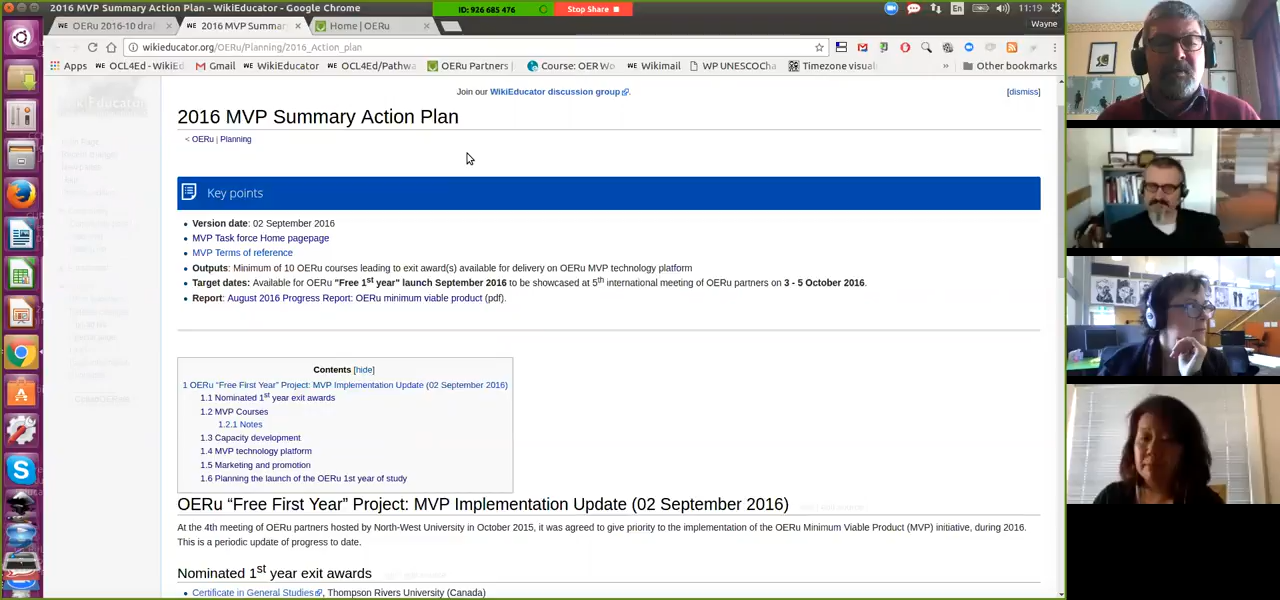 2016 MVP Summary Action Plan - WikiEducator - Google Chrome
ID: 926 685 476
Stop Share
En
11:19
WE OERu 2016-10 draf
WE 2016 MVP Summar
Home | OERu
Wayne
wikieducator.org/OERu/Planning/2016_Action_plan
Apps
WE OCL4Ed - WikiEd
Gmail
WE WikiEducator
WE OCL4Ed/Pathwa
OERu Partners
Course: OER Wo
WE Wikimail
WP UNESCOCha
Timezone visual
»
Other bookmarks
Join our WikiEducator discussion group.
[dismiss]
2016 MVP Summary Action Plan
< OERu | Planning
Key points
Version date: 02 September 2016
MVP Task force Home pagepage
MVP Terms of reference
Outputs: Minimum of 10 OERu courses leading to exit award(s) available for delivery on OERu MVP technology platform
Target dates: Available for OERu "Free 1st year" launch September 2016 to be showcased at 5th international meeting of OERu partners on 3 - 5 October 2016.
Report: August 2016 Progress Report: OERu minimum viable product (pdf).
Contents [hide]
1 OERu “Free First Year” Project: MVP Implementation Update (02 September 2016)
1.1 Nominated 1st year exit awards
1.2 MVP Courses
1.2.1 Notes
1.3 Capacity development
1.4 MVP technology platform
1.5 Marketing and promotion
1.6 Planning the launch of the OERu 1st year of study
OERu “Free First Year” Project: MVP Implementation Update (02 September 2016)
At the 4th meeting of OERu partners hosted by North-West University in October 2015, it was agreed to give priority to the implementation of the OERu Minimum Viable Product (MVP) initiative, during 2016.
This is a periodic update of progress to date.
Nominated 1st year exit awards
Certificate in General Studies, Thompson Rivers University (Canada)